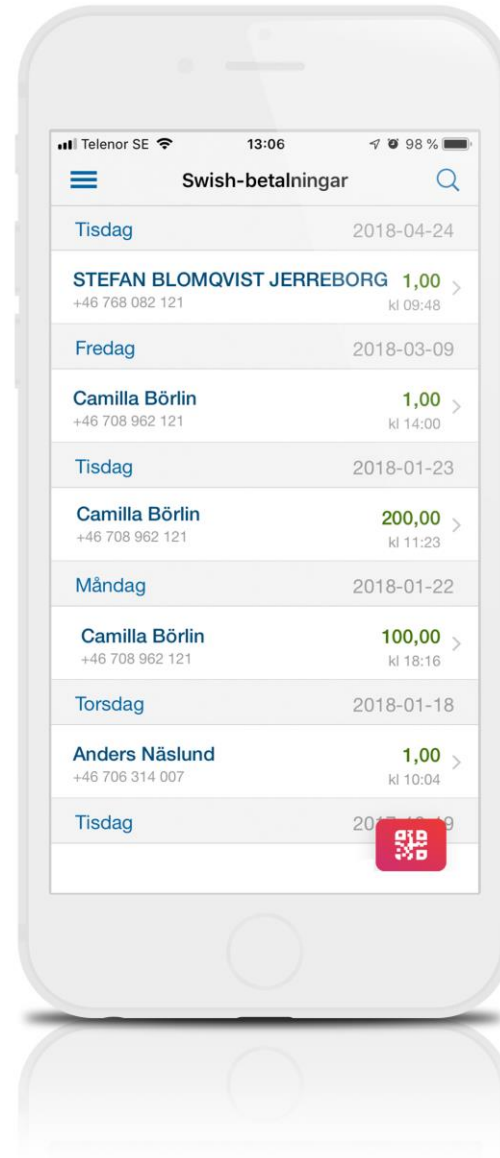 Telenor SE 13:06 98 %
Swish-betalningar
Tisdag 2018-04-24
STEFAN BLOMQVIST JERREBORG 1,00
+46 768 082 121 kl 09:48
Fredag 2018-03-09
Camilla Börlin 1,00
+46 708 962 121 kl 14:00
Tisdag 2018-01-23
Camilla Börlin 200,00
+46 708 962 121 kl 11:23
Måndag 2018-01-22
Camilla Börlin 100,00
+46 708 962 121 kl 18:16
Torsdag 2018-01-18
Anders Näslund 1,00
+46 706 314 007 kl 10:04
Tisdag